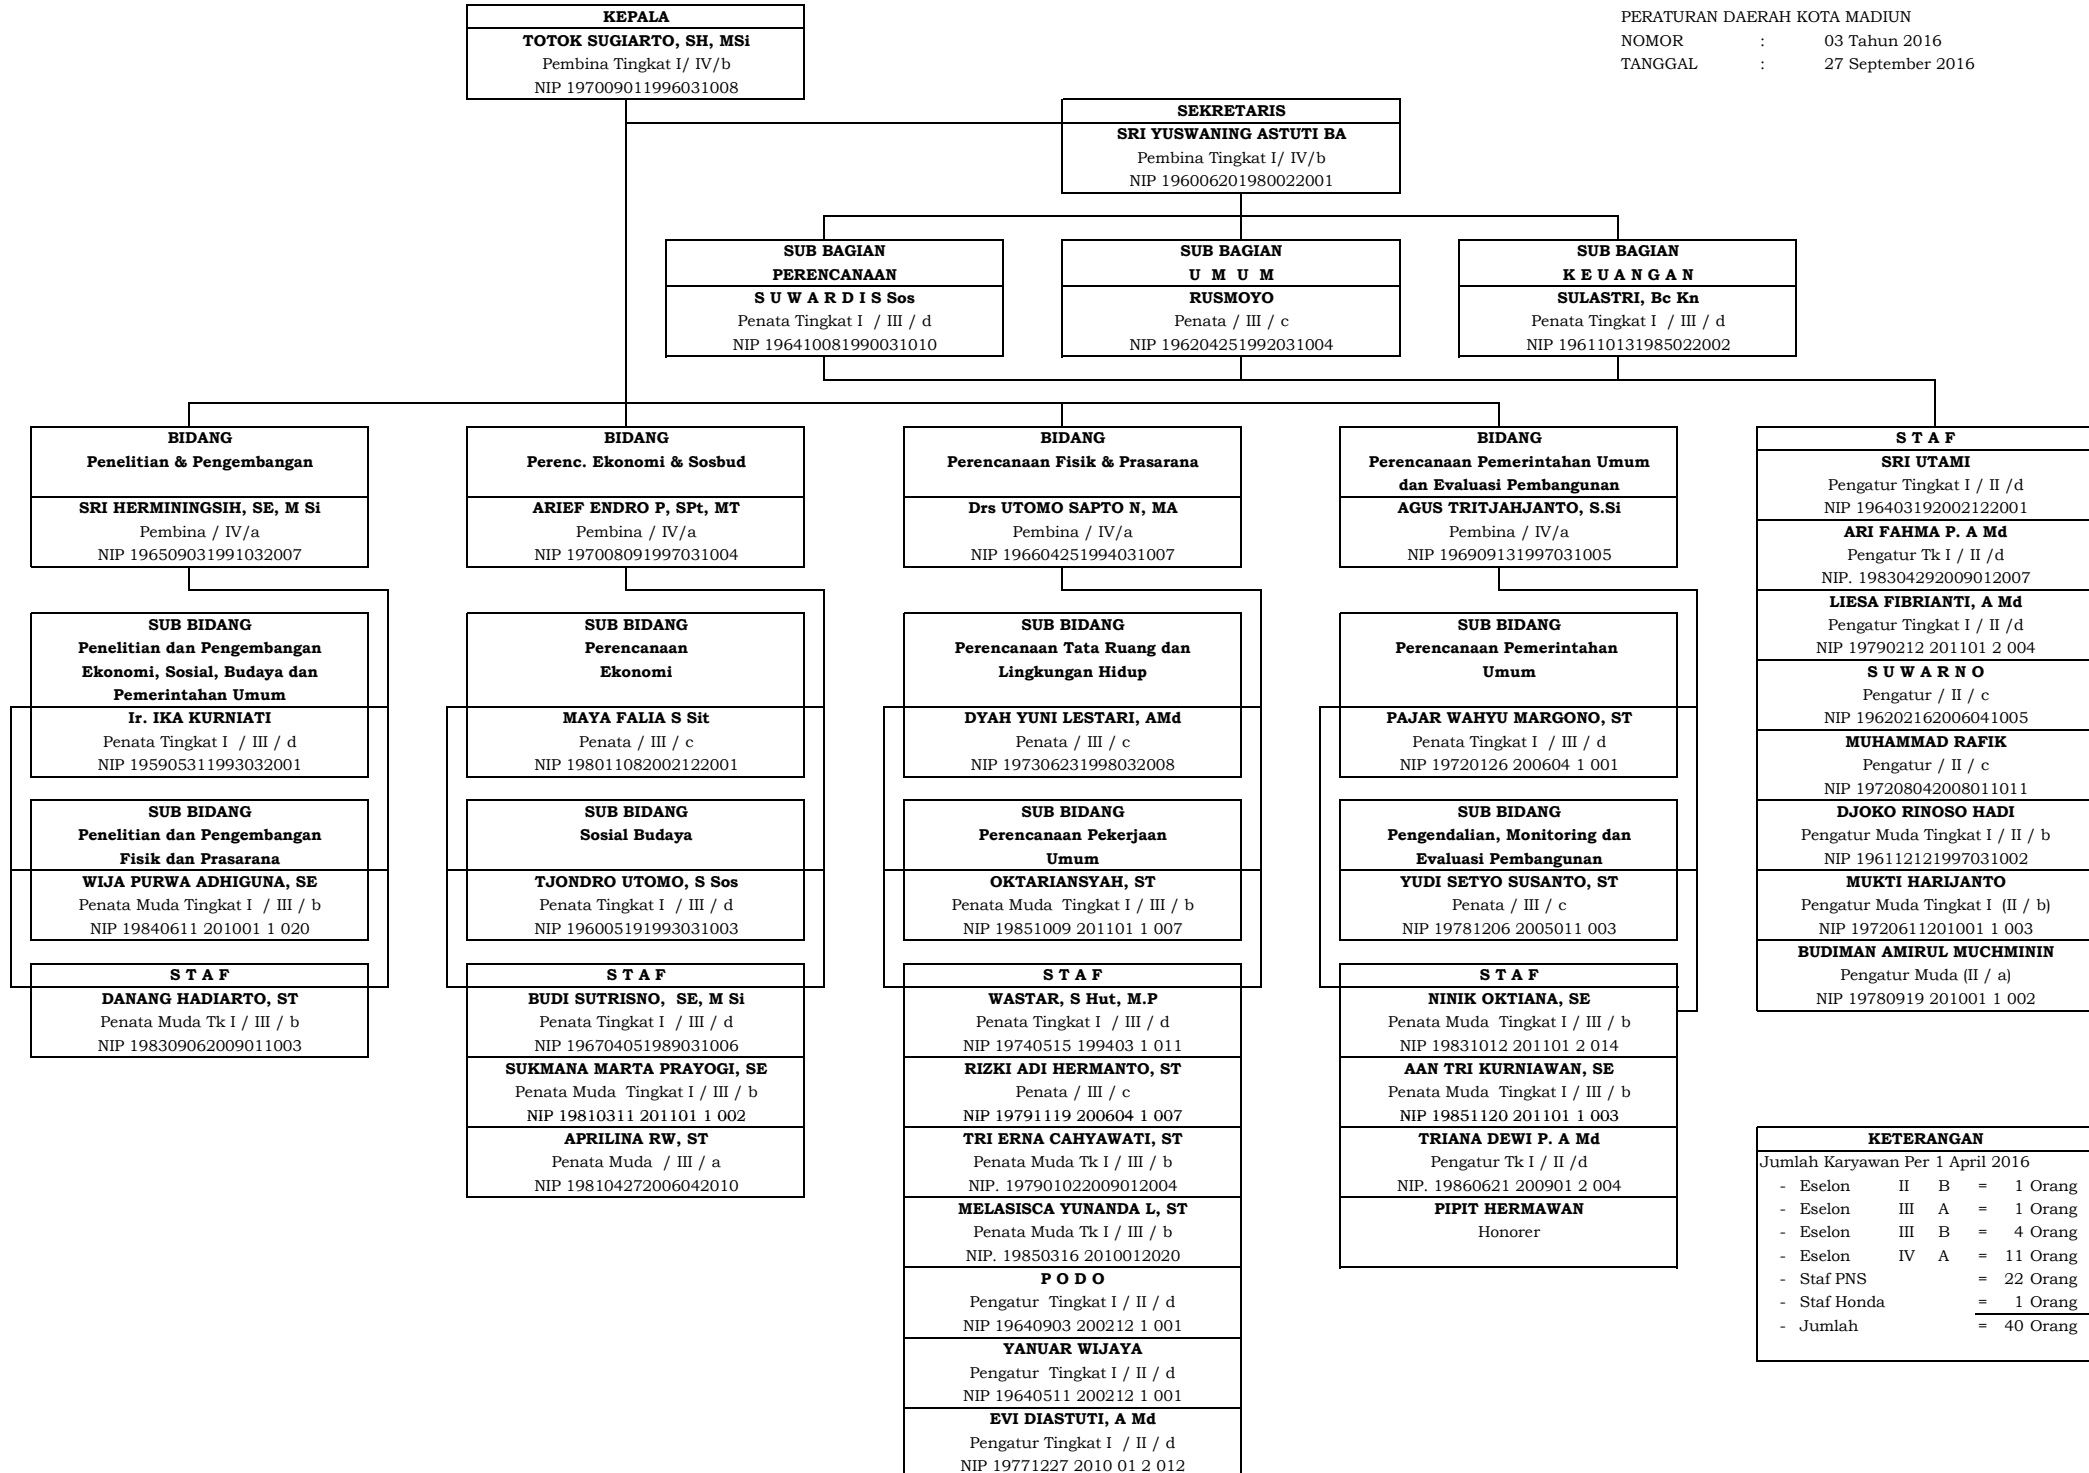 KEPALA
TOTOK SUGIARTO, SH, MSi
Pembina Tingkat I/ IV/b
NIP 197009011996031008
PERATURAN DAERAH KOTA MADIUN
NOMOR : 03 Tahun 2016
TANGGAL : 27 September 2016
SEKRETARIS
SRI YUSWANING ASTUTI BA
Pembina Tingkat I/ IV/b
NIP 196006201980022001
SUB BAGIAN
PERENCANAAN
S U W A R D I S Sos
Penata Tingkat I / III / d
NIP 196410081990031010
SUB BAGIAN
U M U M
RUSMOYO
Penata / III / c
NIP 196204251992031004
SUB BAGIAN
K E U A N G A N
SULASTRI, Bc Kn
Penata Tingkat I / III / d
NIP 196110131985022002
BIDANG
Penelitian & Pengembangan
SRI HERMININGSIH, SE, M Si
Pembina / IV/a
NIP 196509031991032007
SUB BIDANG
Penelitian dan Pengembangan
Ekonomi, Sosial, Budaya dan
Pemerintahan Umum
Ir. IKA KURNIATI
Penata Tingkat I / III / d
NIP 195905311993032001
SUB BIDANG
Penelitian dan Pengembangan
Fisik dan Prasarana
WIJA PURWA ADHIGUNA, SE
Penata Muda Tingkat I / III / b
NIP 19840611 201001 1 020
S T A F
DANANG HADIARTO, ST
Penata Muda Tk I / III / b
NIP 198309062009011003
BIDANG
Perenc. Ekonomi & Sosbud
ARIEF ENDRO P, SPt, MT
Pembina / IV/a
NIP 197008091997031004
SUB BIDANG
Perencanaan
Ekonomi
MAYA FALIA S Sit
Penata / III / c
NIP 198011082002122001
SUB BIDANG
Sosial Budaya
TJONDRO UTOMO, S Sos
Penata Tingkat I / III / d
NIP 196005191993031003
S T A F
BUDI SUTRISNO, SE, M Si
Penata Tingkat I / III / d
NIP 196704051989031006
SUKMANA MARTA PRAYOGI, SE
Penata Muda Tingkat I / III / b
NIP 19810311 201101 1 002
APRILINA RW, ST
Penata Muda / III / a
NIP 198104272006042010
BIDANG
Perencanaan Fisik & Prasarana
Drs UTOMO SAPTO N, MA
Pembina / IV/a
NIP 196604251994031007
SUB BIDANG
Perencanaan Tata Ruang dan
Lingkungan Hidup
DYAH YUNI LESTARI, AMd
Penata / III / c
NIP 197306231998032008
SUB BIDANG
Perencanaan Pekerjaan
Umum
OKTARIANSYAH, ST
Penata Muda Tingkat I / III / b
NIP 19851009 201101 1 007
S T A F
WASTAR, S Hut, M.P
Penata Tingkat I / III / d
NIP 19740515 199403 1 011
RIZKI ADI HERMANTO, ST
Penata / III / c
NIP 19791119 200604 1 007
TRI ERNA CAHYAWATI, ST
Penata Muda Tk I / III / b
NIP. 197901022009012004
MELASISCA YUNANDA L, ST
Penata Muda Tk I / III / b
NIP. 19850316 2010012020
P O D O
Pengatur Tingkat I / II / d
NIP 19640903 200212 1 001
YANUAR WIJAYA
Pengatur Tingkat I / II / d
NIP 19640511 200212 1 001
EVI DIASTUTI, A Md
Pengatur Tingkat I / II / d
NIP 19771227 2010 01 2 012
BIDANG
Perencanaan Pemerintahan Umum
dan Evaluasi Pembangunan
AGUS TRITJAHJANTO, S.Si
Pembina / IV/a
NIP 196909131997031005
SUB BIDANG
Perencanaan Pemerintahan
Umum
PAJAR WAHYU MARGONO, ST
Penata Tingkat I / III / d
NIP 19720126 200604 1 001
SUB BIDANG
Pengendalian, Monitoring dan
Evaluasi Pembangunan
YUDI SETYO SUSANTO, ST
Penata / III / c
NIP 19781206 2005011 003
S T A F
NINIK OKTIANA, SE
Penata Muda Tingkat I / III / b
NIP 19831012 201101 2 014
AAN TRI KURNIAWAN, SE
Penata Muda Tingkat I / III / b
NIP 19851120 201101 1 003
TRIANA DEWI P. A Md
Pengatur Tk I / II /d
NIP. 19860621 200901 2 004
PIPIT HERMAWAN
Honorer
S T A F
SRI UTAMI
Pengatur Tingkat I / II /d
NIP 196403192002122001
ARI FAHMA P. A Md
Pengatur Tk I / II /d
NIP. 198304292009012007
LIESA FIBRIANTI, A Md
Pengatur Tingkat I / II /d
NIP 19790212 201101 2 004
S U W A R N O
Pengatur / II / c
NIP 196202162006041005
MUHAMMAD RAFIK
Pengatur / II / c
NIP 197208042008011011
DJOKO RINOSO HADI
Pengatur Muda Tingkat I / II / b
NIP 196112121997031002
MUKTI HARIJANTO
Pengatur Muda Tingkat I (II / b)
NIP 19720611201001 1 003
BUDIMAN AMIRUL MUCHMININ
Pengatur Muda (II / a)
NIP 19780919 201001 1 002
KETERANGAN
Jumlah Karyawan Per 1 April 2016
- Eselon II B = 1 Orang
- Eselon III A = 1 Orang
- Eselon III B = 4 Orang
- Eselon IV A = 11 Orang
- Staf PNS = 22 Orang
- Staf Honda = 1 Orang
- Jumlah = 40 Orang